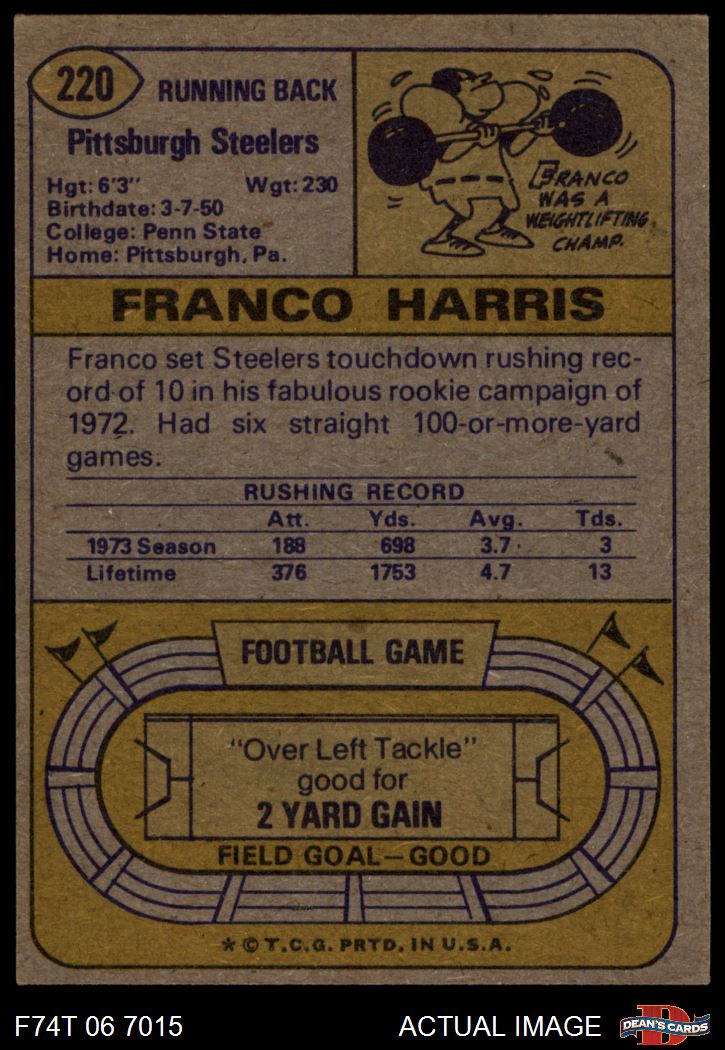 220
RUNNING BACK
Pittsburgh Steelers
Hgt: 6'3" Wgt: 230
Birthdate: 3-7-50
College: Penn State
Home: Pittsburgh, Pa.
FRANCO
WAS A
WEIGHTLIFTING
CHAMP.
FRANCO HARRIS
Franco set Steelers touchdown rushing rec-
ord of 10 in his fabulous rookie campaign of
1972. Had six straight 100-or-more-yard
games.
RUSHING RECORD
Att. Yds. Avg. Tds.
1973 Season 188 698 3.7 3
Lifetime 376 1753 4.7 13
FOOTBALL GAME
"Over Left Tackle"
good for
2 YARD GAIN
FIELD GOAL—GOOD
* © T.C.G. PRTD. IN U.S.A.
F74T 06 7015 ACTUAL IMAGE
D
DEAN'S CARDS